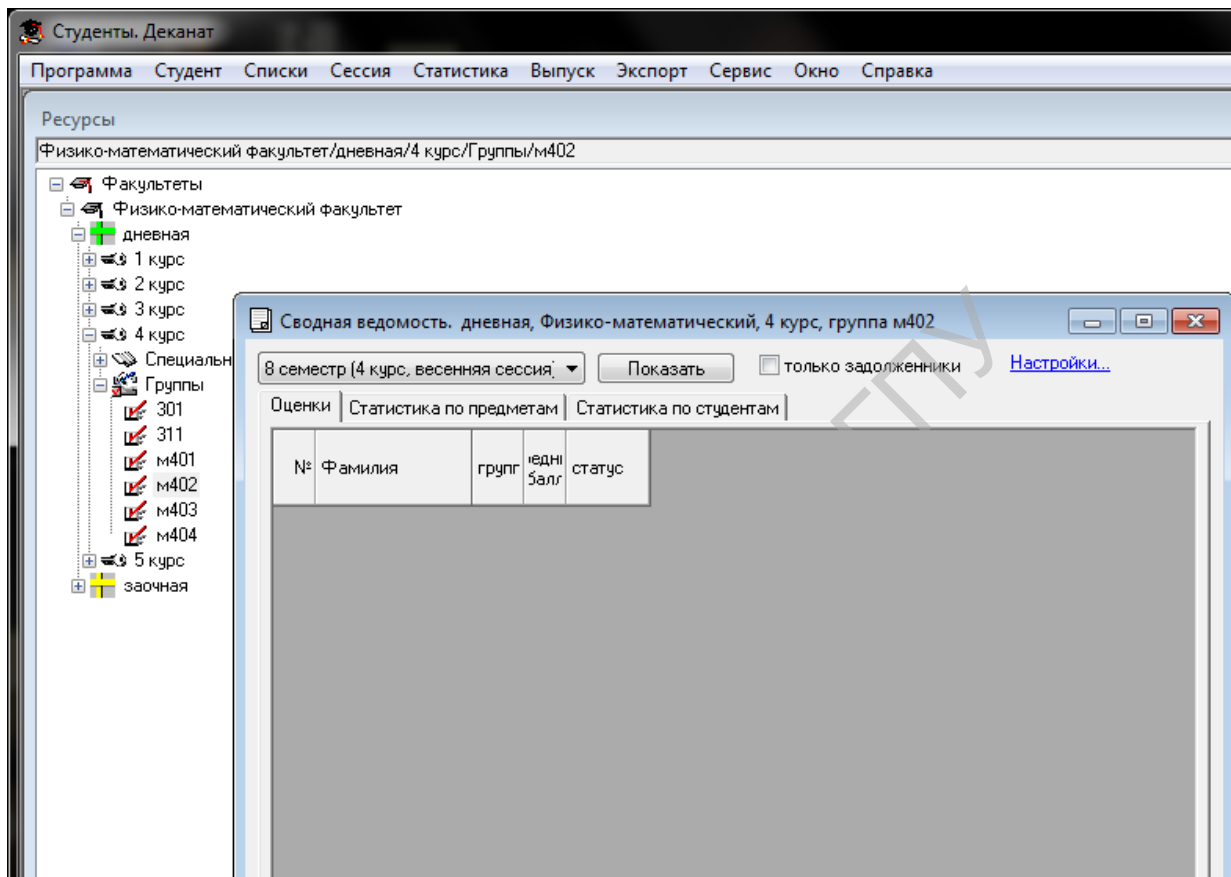 Студенты. Деканат
Программа Студент Списки Сессия Статистика Выпуск Экспорт Сервис Окно Справка
Ресурсы
Физико-математический факультет/дневная/4 курс/Группы/м402
Факультеты
Физико-математический факультет
дневная
1 курс
2 курс
3 курс
4 курс
Специальн
Группы
301
311
м401
м402
м403
м404
5 курс
заочная
Сводная ведомость. дневная, Физико-математический, 4 курс, группа м402
8 семестр (4 курс, весенняя сессия) Показать только задолженники Настройки...
Оценки Статистика по предметам Статистика по студентам
№ Фамилия групг статус
ГПУ